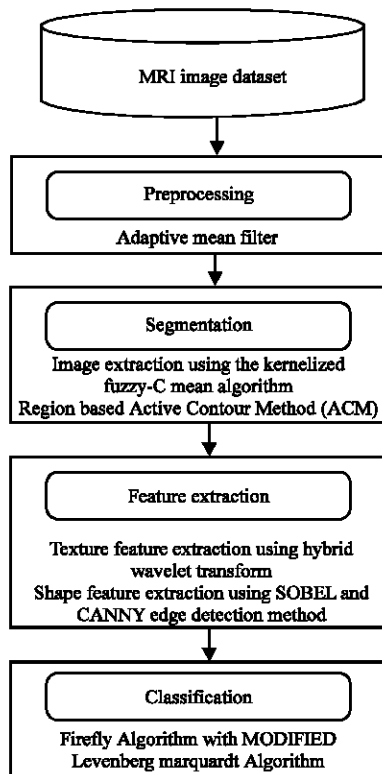 MRI image dataset
Preprocessing
Adaptive mean filter
Segmentation
Image extraction using the kernelized
fuzzy-C mean algorithm
Region based Active Contour Method (ACM)
Feature extraction
Texture feature extraction using hybrid
wavelet transform
Shape feature extraction using SOBEL and
CANNY edge detection method
Classification
Firefly Algorithm with MODIFIED
Levenberg marquardt Algorithm